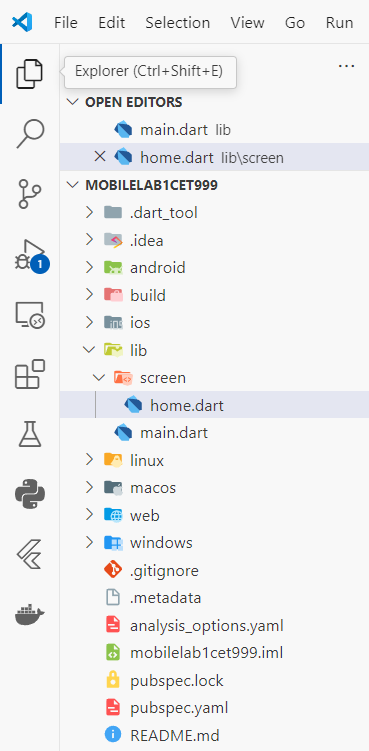 File Edit Selection View Go Run
Explorer (Ctrl+Shift+E)
OPEN EDITORS
main.dart lib
home.dart lib\screen
MOBILELAB1CET999
.dart_tool
.idea
android
build
ios
lib
screen
home.dart
main.dart
linux
macos
web
windows
.gitignore
.metadata
analysis_options.yaml
mobilelab1cet999.iml
pubspec.lock
pubspec.yaml
README.md
1